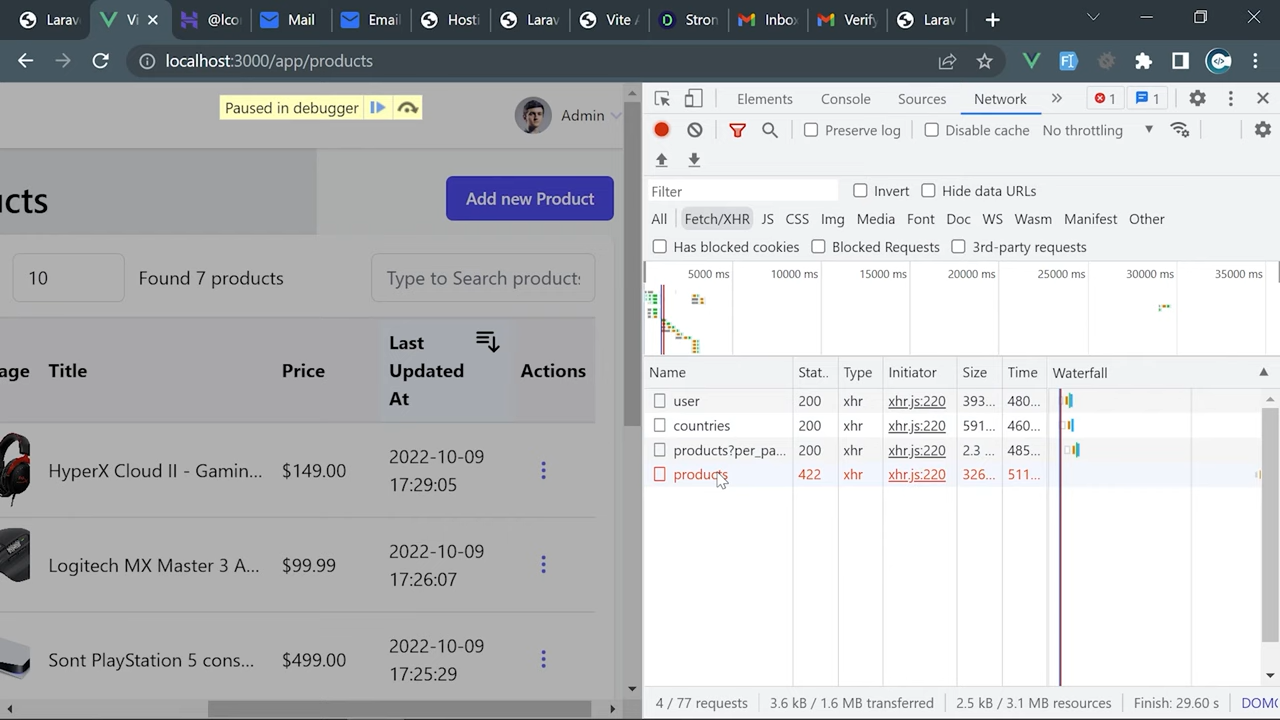 Larav
Vi
@Ico
Mail
Email
Hosti
Larav
Vite A
Stron
Inbox
Verify
Larav
localhost:3000/app/products
Paused in debugger
Admin
Elements Console Sources Network
1 1
Preserve log Disable cache No throttling
ucts
Add new Product
Filter
Invert Hide data URLs
All Fetch/XHR JS CSS Img Media Font Doc WS Wasm Manifest Other
Has blocked cookies Blocked Requests 3rd-party requests
10
Found 7 products
Type to Search products
5000 ms 10000 ms 15000 ms 20000 ms 25000 ms 30000 ms 35000 ms
age Title Price Last Updated At Actions
Name Stat.. Type Initiator Size Time Waterfall
user 200 xhr xhr.js:220 393... 480...
countries 200 xhr xhr.js:220 591... 460...
products?per_pa... 200 xhr xhr.js:220 2.3 485...
products 422 xhr xhr.js:220 326... 511...
HyperX Cloud II - Gamin... $149.00 2022-10-09 17:29:05
Logitech MX Master 3 A... $99.99 2022-10-09 17:26:07
Sont PlayStation 5 cons... $499.00 2022-10-09 17:25:29
4 / 77 requests 3.6 kB / 1.6 MB transferred 2.5 kB / 3.1 MB resources Finish: 29.60 s DOMC